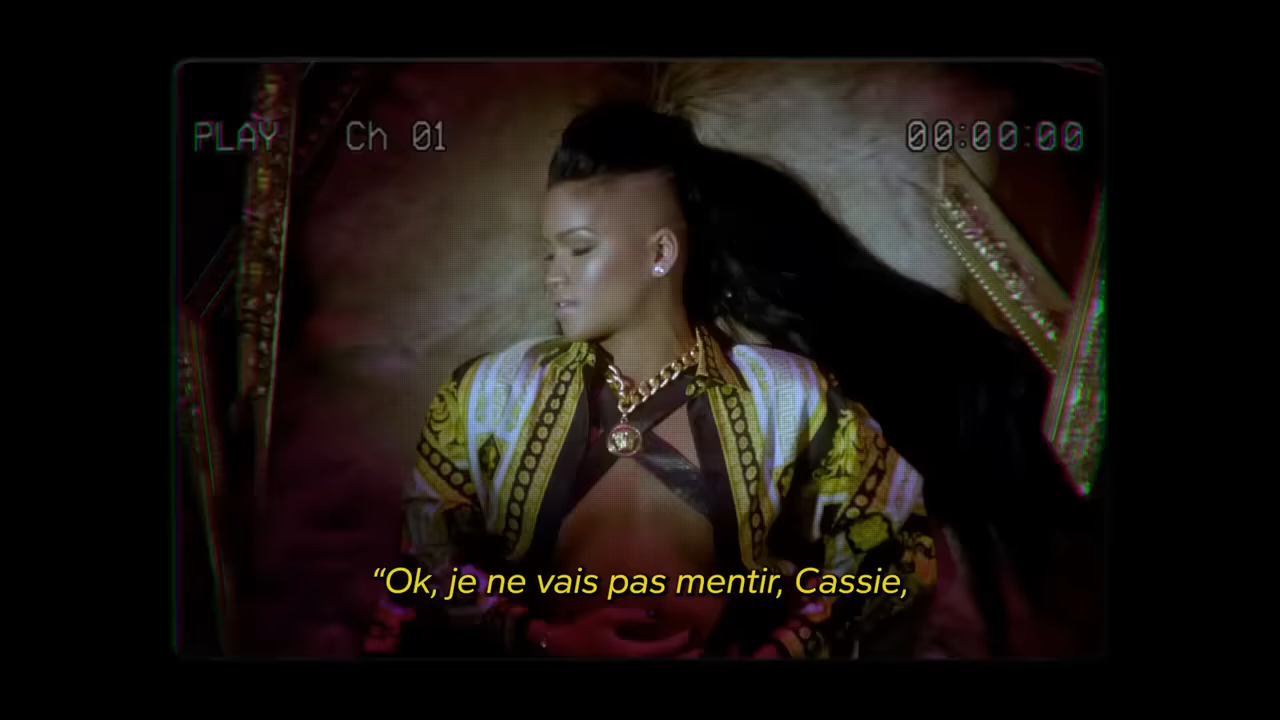 PLAY Ch 01 00:00:00
“Ok, je ne vais pas mentir, Cassie,